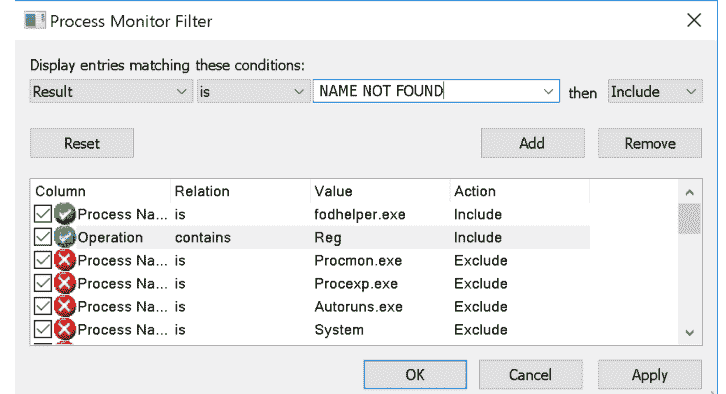 Process Monitor Filter
Display entries matching these conditions:
Result is NAME NOT FOUND then Include
Reset Add Remove
Column Relation Value Action
Process Na... is fodhelper.exe Include
Operation contains Reg Include
Process Na... is Procmon.exe Exclude
Process Na... is Procexp.exe Exclude
Process Na... is Autoruns.exe Exclude
Process Na... is System Exclude
OK Cancel Apply